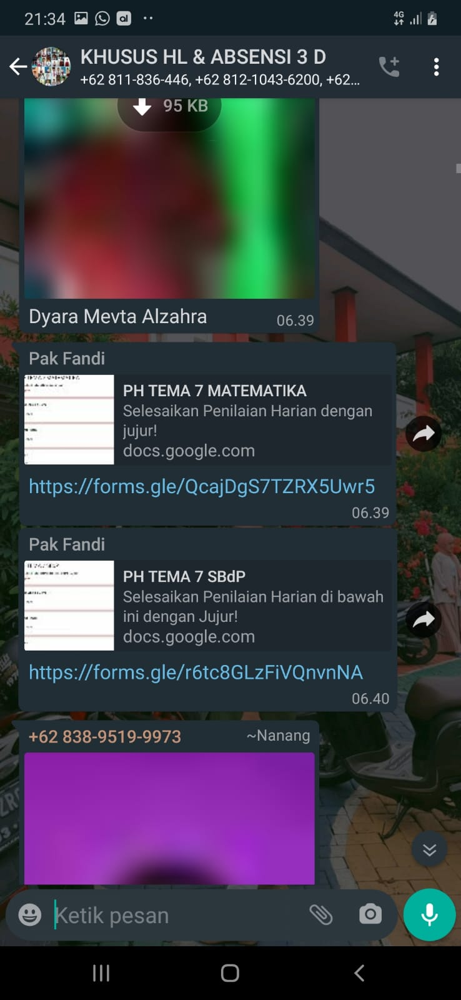 21:34
4G
KHUSUS HL & ABSENSI 3 D
+62 811-836-446, +62 812-1043-6200, +62...
95 KB
Dyara Mevta Alzahra
06.39
Pak Fandi
PH TEMA 7 MATEMATIKA
Selesaikan Penilaian Harian dengan
jujur!
docs.google.com
https://forms.gle/QcajDgS7TZRX5Uwr5
06.39
Pak Fandi
PH TEMA 7 SBdP
Selesaikan Penilaian Harian di bawah
ini dengan Jujur!
docs.google.com
https://forms.gle/r6tc8GLzFiVQnvnNA
06.40
+62 838-9519-9973
~Nanang
Ketik pesan